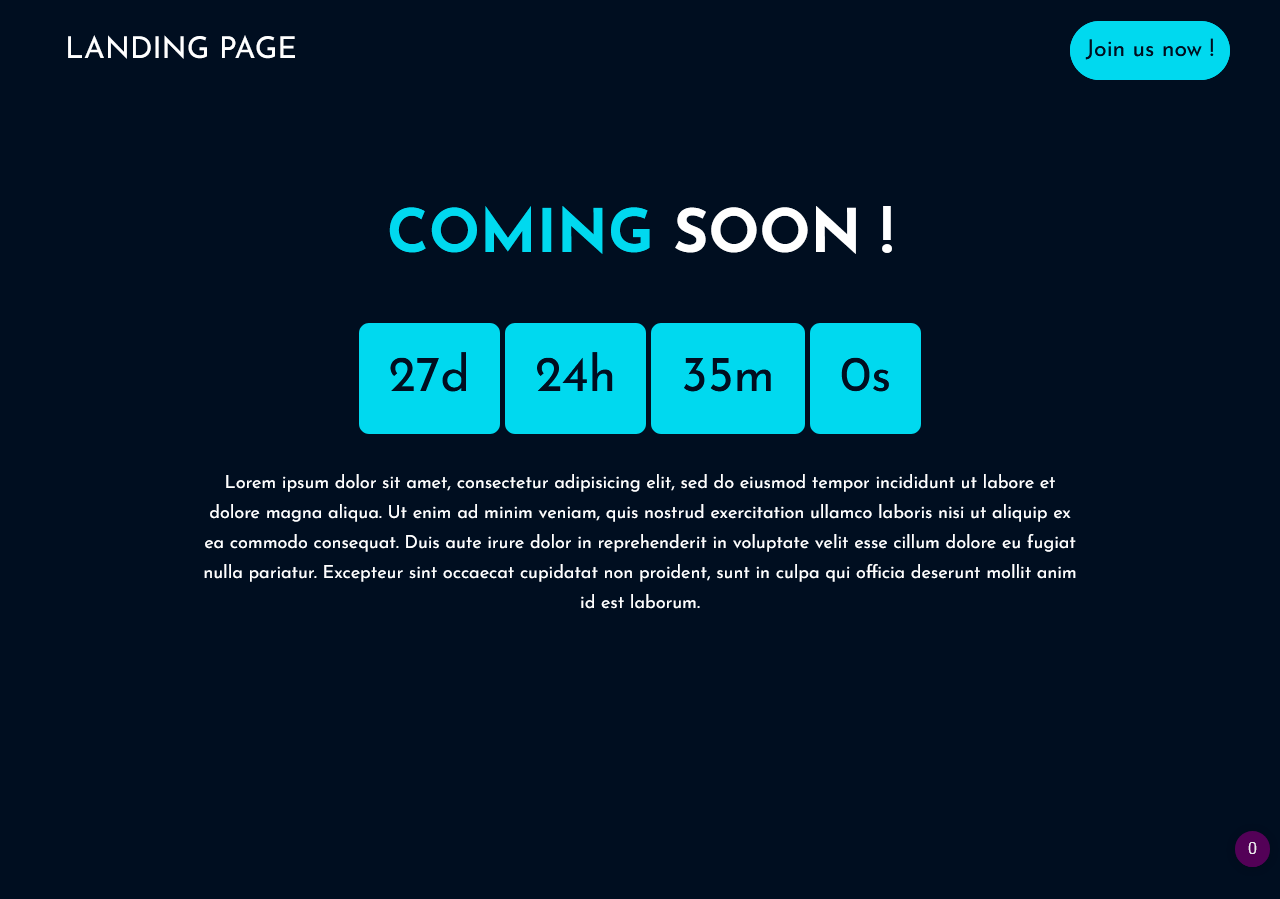 LANDING PAGE
Join us now !
COMING SOON !
27d 24h 35m 0s
Lorem ipsum dolor sit amet, consectetur adipisicing elit, sed do eiusmod tempor incididunt ut labore et
dolore magna aliqua. Ut enim ad minim veniam, quis nostrud exercitation ullamco laboris nisi ut aliquip ex
ea commodo consequat. Duis aute irure dolor in reprehenderit in voluptate velit esse cillum dolore eu fugiat
nulla pariatur. Excepteur sint occaecat cupidatat non proident, sunt in culpa qui officia deserunt mollit anim
id est laborum.
0